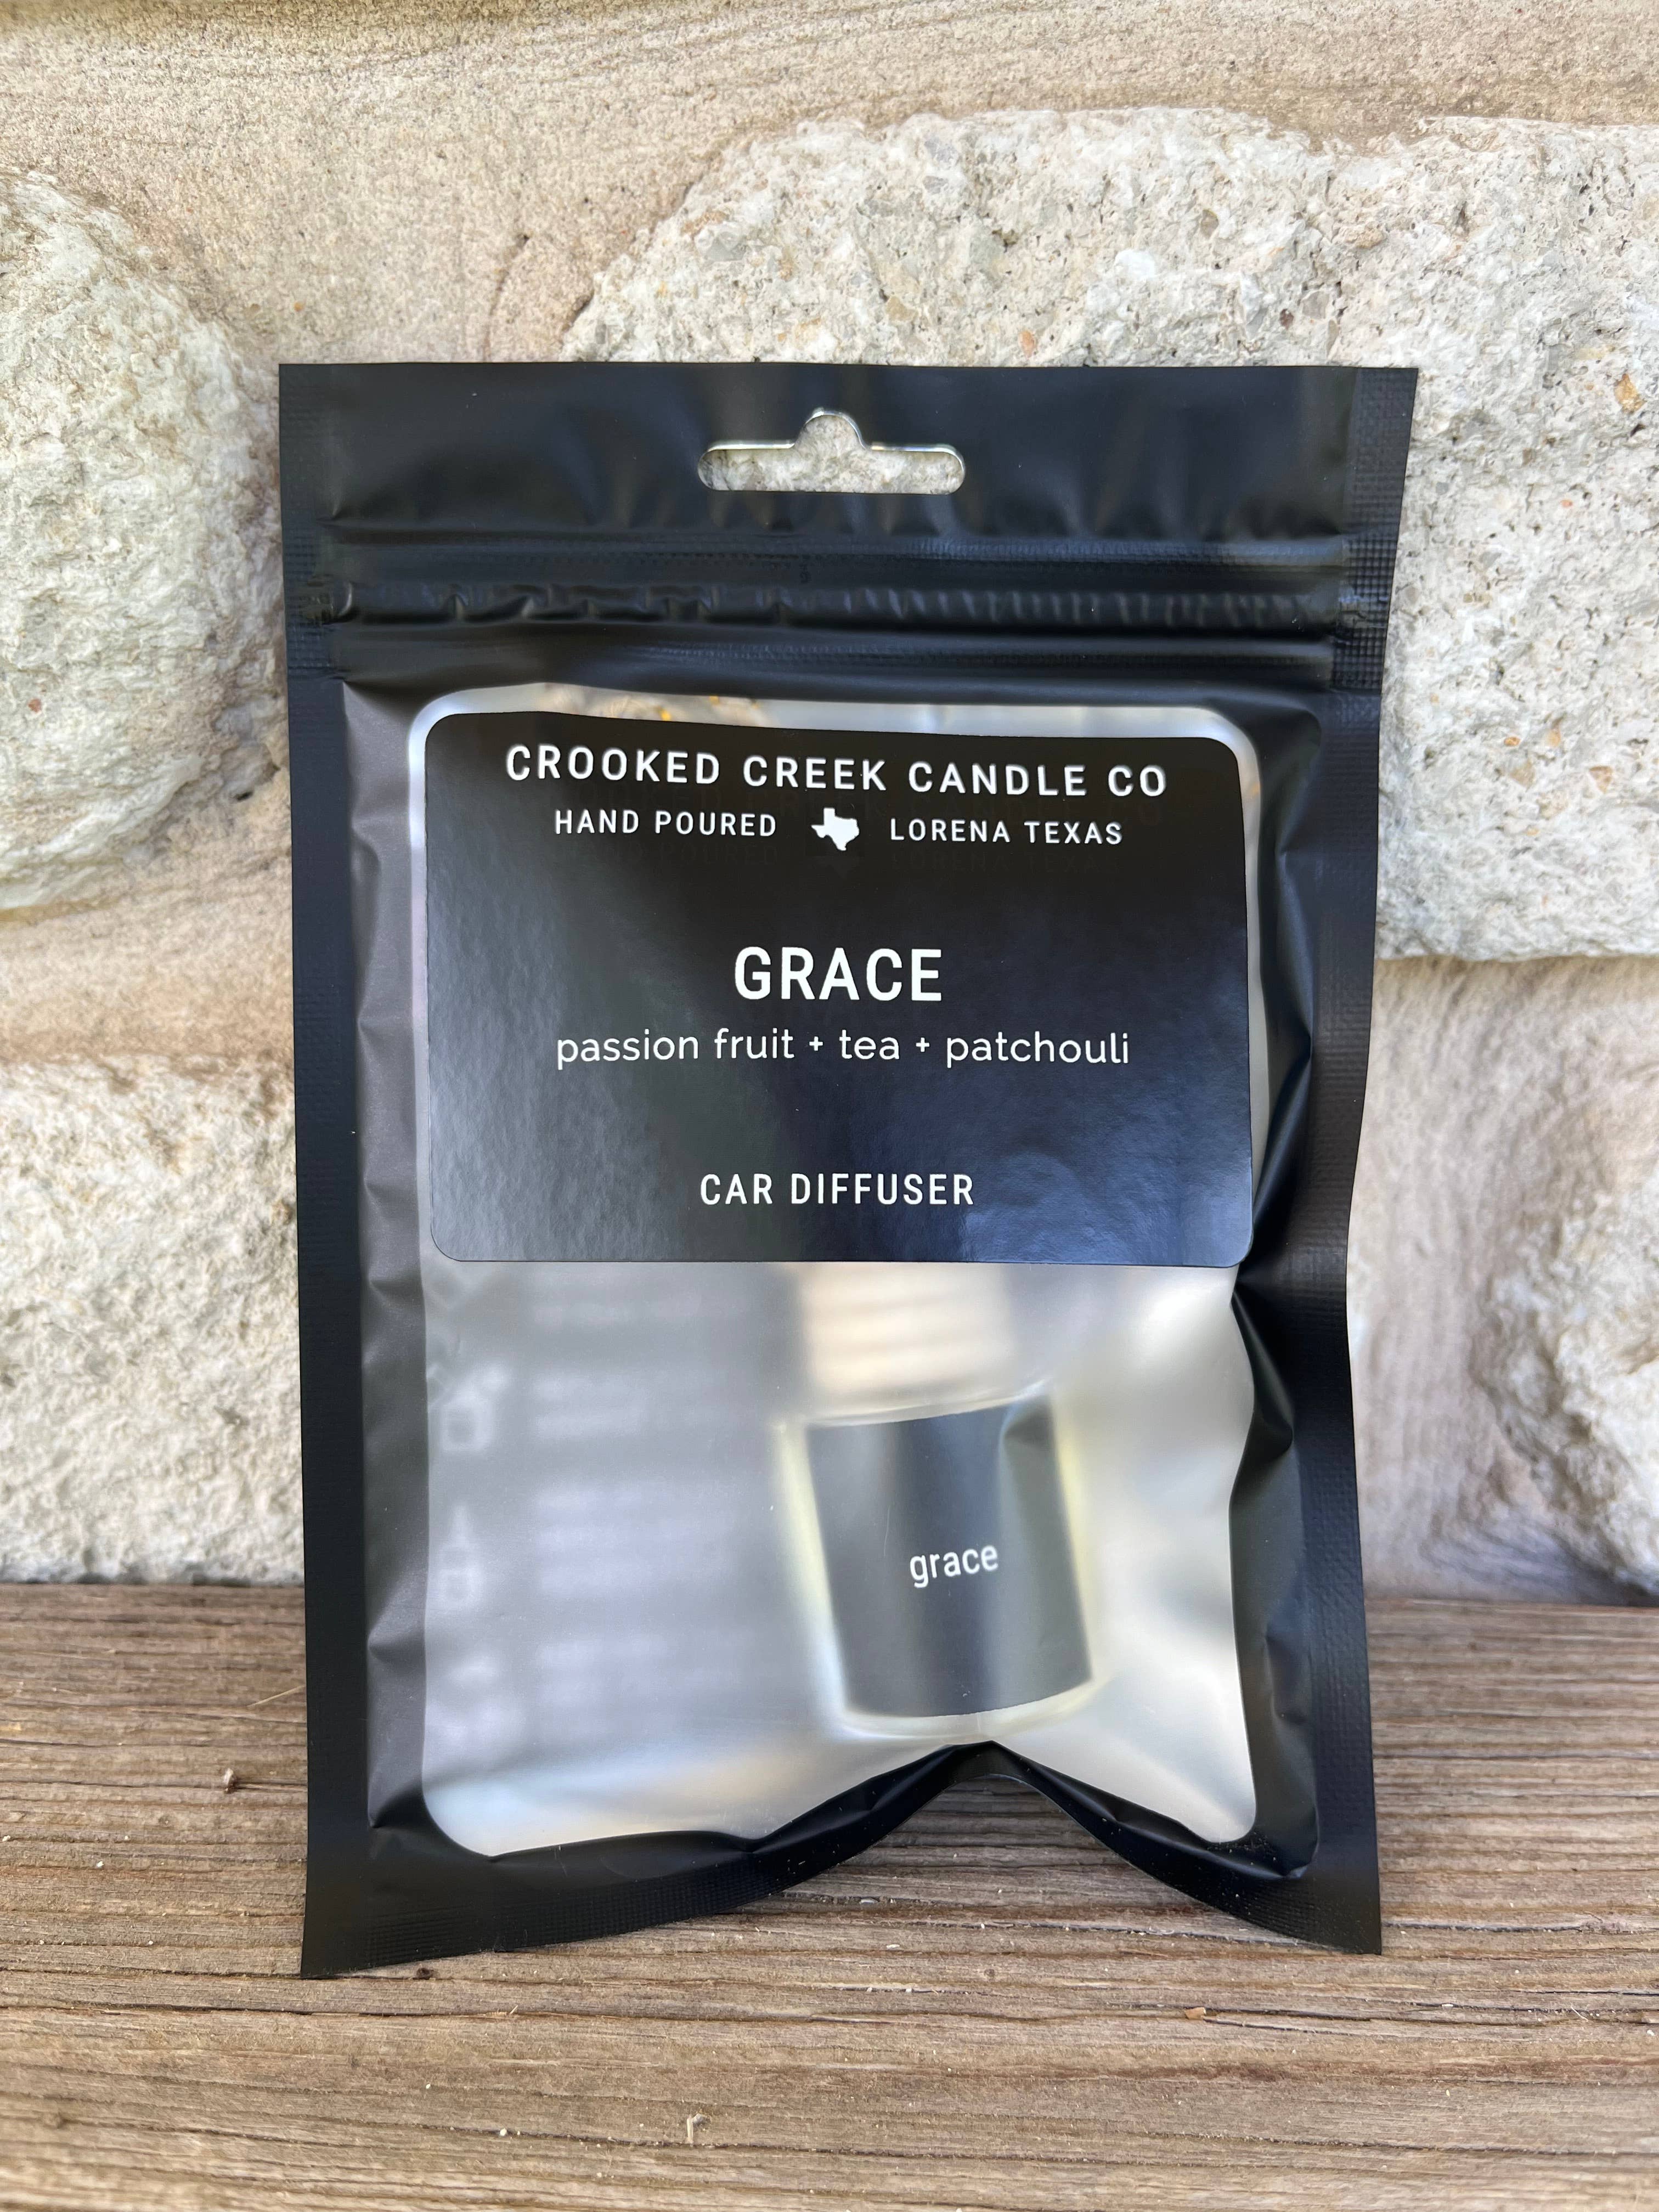 CROOKED CREEK CANDLE CO
HAND POURED LORENA TEXAS
GRACE
passion fruit + tea + patchouli
CAR DIFFUSER
grace